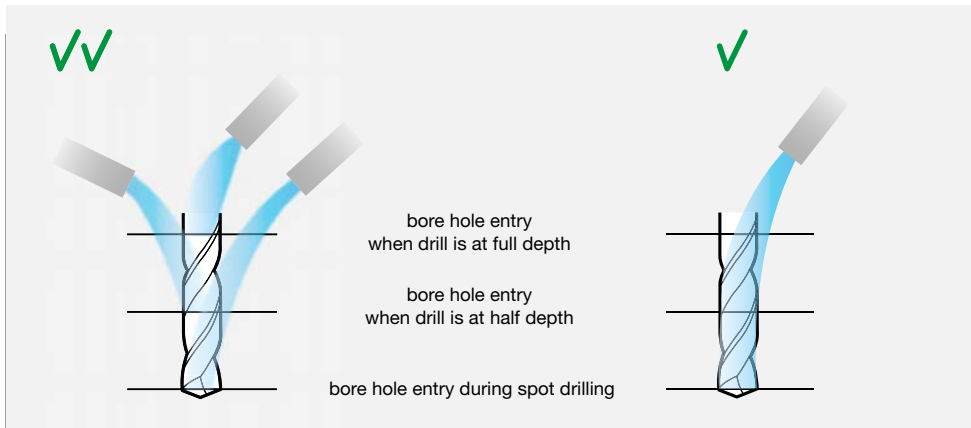 bore hole entry
when drill is at full depth
bore hole entry
when drill is at half depth
bore hole entry during spot drilling